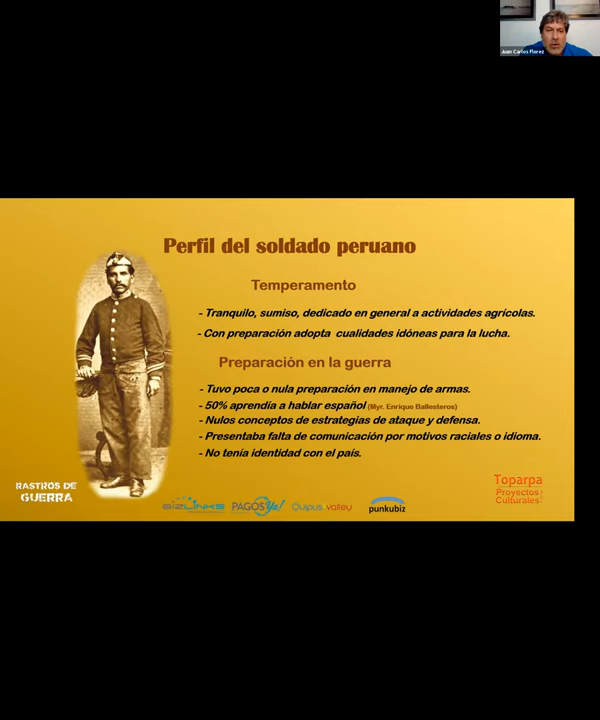 Juan Carlos Florez
Perfil del soldado peruano
Temperamento
- Tranquilo, sumiso, dedicado en general a actividades agrícolas.
- Con preparación adopta cualidades idóneas para la lucha.
Preparación en la guerra
- Tuvo poca o nula preparación en manejo de armas.
- 50% aprendía a hablar español (Myr. Enrique Ballesteros)
- Nulos conceptos de estrategias de ataque y defensa.
- Presentaba falta de comunicación por motivos raciales o idioma.
- No tenía identidad con el país.
RASTROS DE
GUERRA
BIZLINKS
PAGOS Ya!
Quipus valley
punkubiz
Toparpa
Proyectos
Culturales